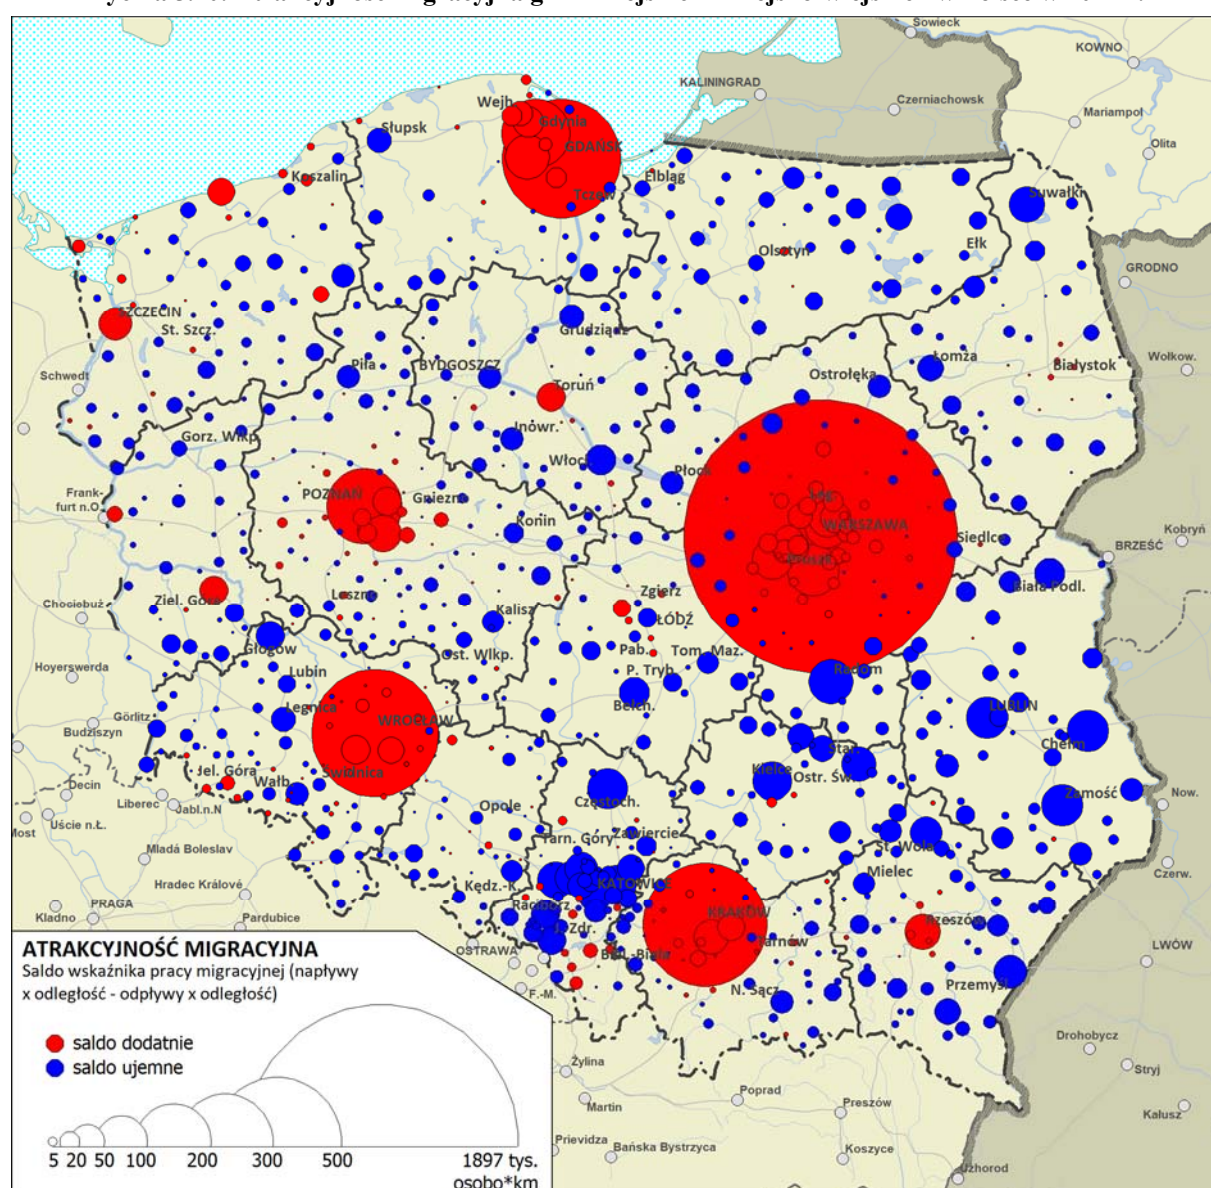 Sowieck
KOWNO
KALININGRAD
Czerniachowsk
Mariampol
Olita
Wejh.
Gdynia
Słupsk
GDAŃSK
Koszalin
Elbląg
Tczew
Suwałki
Olsztyn
Ełk
GRODNO
SZCZECIN
St. Szcz.
Grudziądz
Piła
BYDGOSZCZ
Łomża
Białystok
Wołkow.
Ostrołęka
Schwedt
Toruń
Inowr.
Gorz. Wlkp.
Włocł.
Płock
POZNAŃ
Gniezno
Frank-
furt n.O.
Konin
WARSZAWA
Siedlce
BRZEŚĆ
Kobryń
Pruszk.
Biała Podl.
Chociebuż
Ziel. Góra
Leszno
Zgierz
Kalisz
ŁÓDŹ
Głogów
Ost. Wlkp.
Pab.
Tom. Maz.
Hoyerswerda
Lubin
P. Tryb.
Radom
Görlitz
Legnica
WROCŁAW
Bełch.
LUBLIN
Budziszyn
Chełm
Jel. Góra
Świdnica
Star.
Kielce
Ostr. Św.
Decin
Wałb.
Częstoch.
Zamość
Liberec
Jabl.n.N
Opole
Now.
Uście n.Ł.
Most
Tarn. Góry
Zawiercie
St. Wola
Mladá Boleslav
Mielec
Czerw.
Kędz.-K.
KATOWICE
Hradec Králové
Racibórz
KRAKÓW
Rzeszów
Kladno
PRAGA
Pardubice
J. Zdr.
Tarnów
OSTRAWA
Biel.-Biała
LWÓW
N. Sącz
Przemyśl
F.-M.
ATRAKCYJNOŚĆ MIGRACYJNA
Saldo wskaźnika pracy migracyjnej (napływy
x odległość - odpływy x odległość)
saldo dodatnie
saldo ujemne
5 20 50 100 200 300 500 1897 tys.
osobo*km
Drohobycz
Stryj
Żylina
Poprad
Martin
Preszów
Kałusz
Prievidza
Bańska Bystrzyca
Koszyce
Użhorod